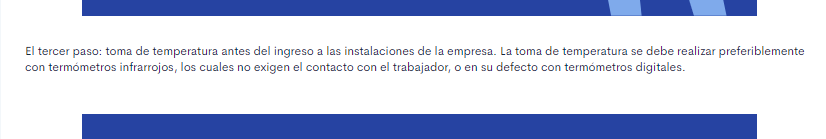 El tercer paso: toma de temperatura antes del ingreso a las instalaciones de la empresa. La toma de temperatura se debe realizar preferiblemente
con termómetros infrarrojos, los cuales no exigen el contacto con el trabajador, o en su defecto con termómetros digitales.